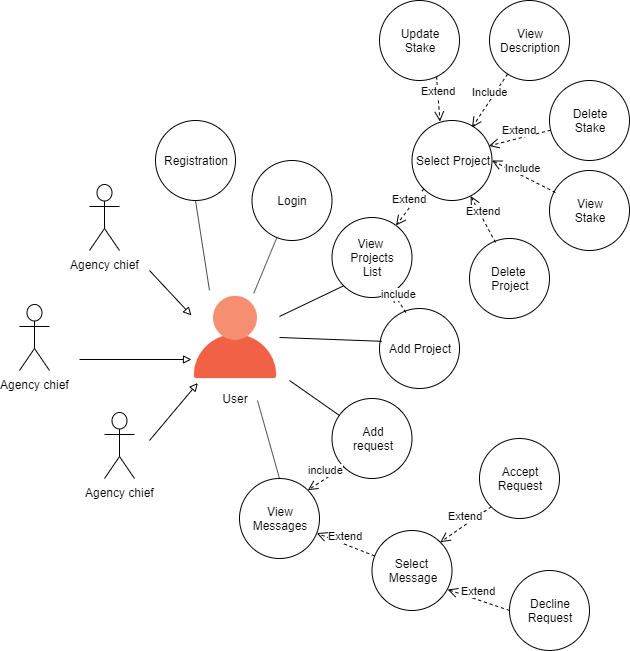 Update
Stake
View
Description
Extend
Include
Delete
Stake
Extend
Select Project
Include
View
Stake
Extend
Extend
Delete
Project
Registration
Login
View
Projects
List
include
Add Project
Agency chief
Agency chief
Agency chief
User
Add
request
include
View
Messages
Extend
Select
Message
Accept
Request
Extend
Extend
Decline
Request